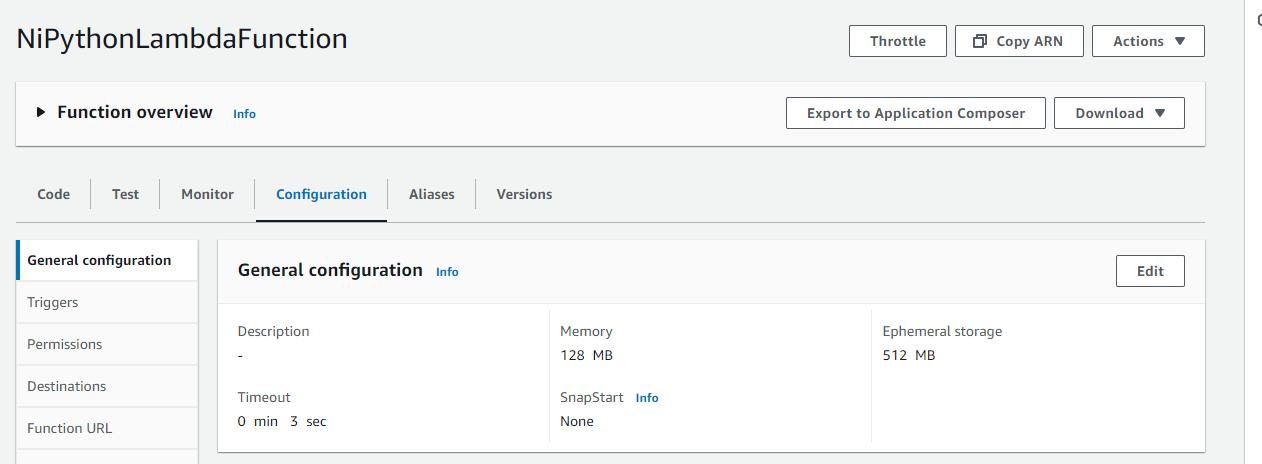 NiPythonLambdaFunction
Throttle
Copy ARN
Actions
Function overview Info
Export to Application Composer
Download
Code Test Monitor Configuration Aliases Versions
General configuration
Triggers
Permissions
Destinations
Function URL
General configuration Info
Edit
Description
-
Memory
128 MB
Ephemeral storage
512 MB
Timeout
0 min 3 sec
SnapStart Info
None